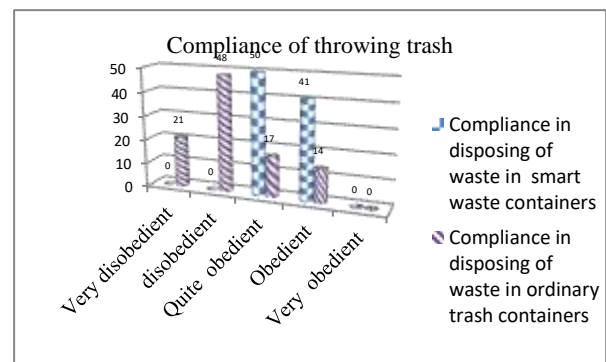 Compliance of throwing trash
50
40
30
20
10
0
21
0
48
0
50
17
41
14
0 0
Very disobedient
disobedient
Quite obedient
Obedient
Very obedient
Compliance in
disposing of
waste in smart
waste containers
Compliance in
disposing of
waste in ordinary
trash containers